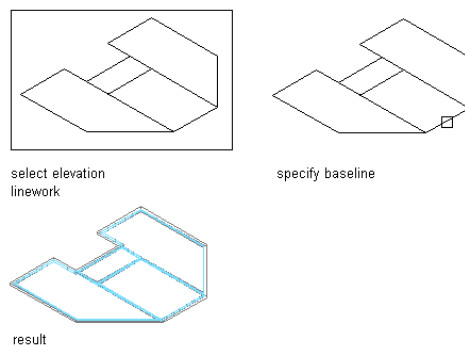 select elevation
linework
specify baseline
result